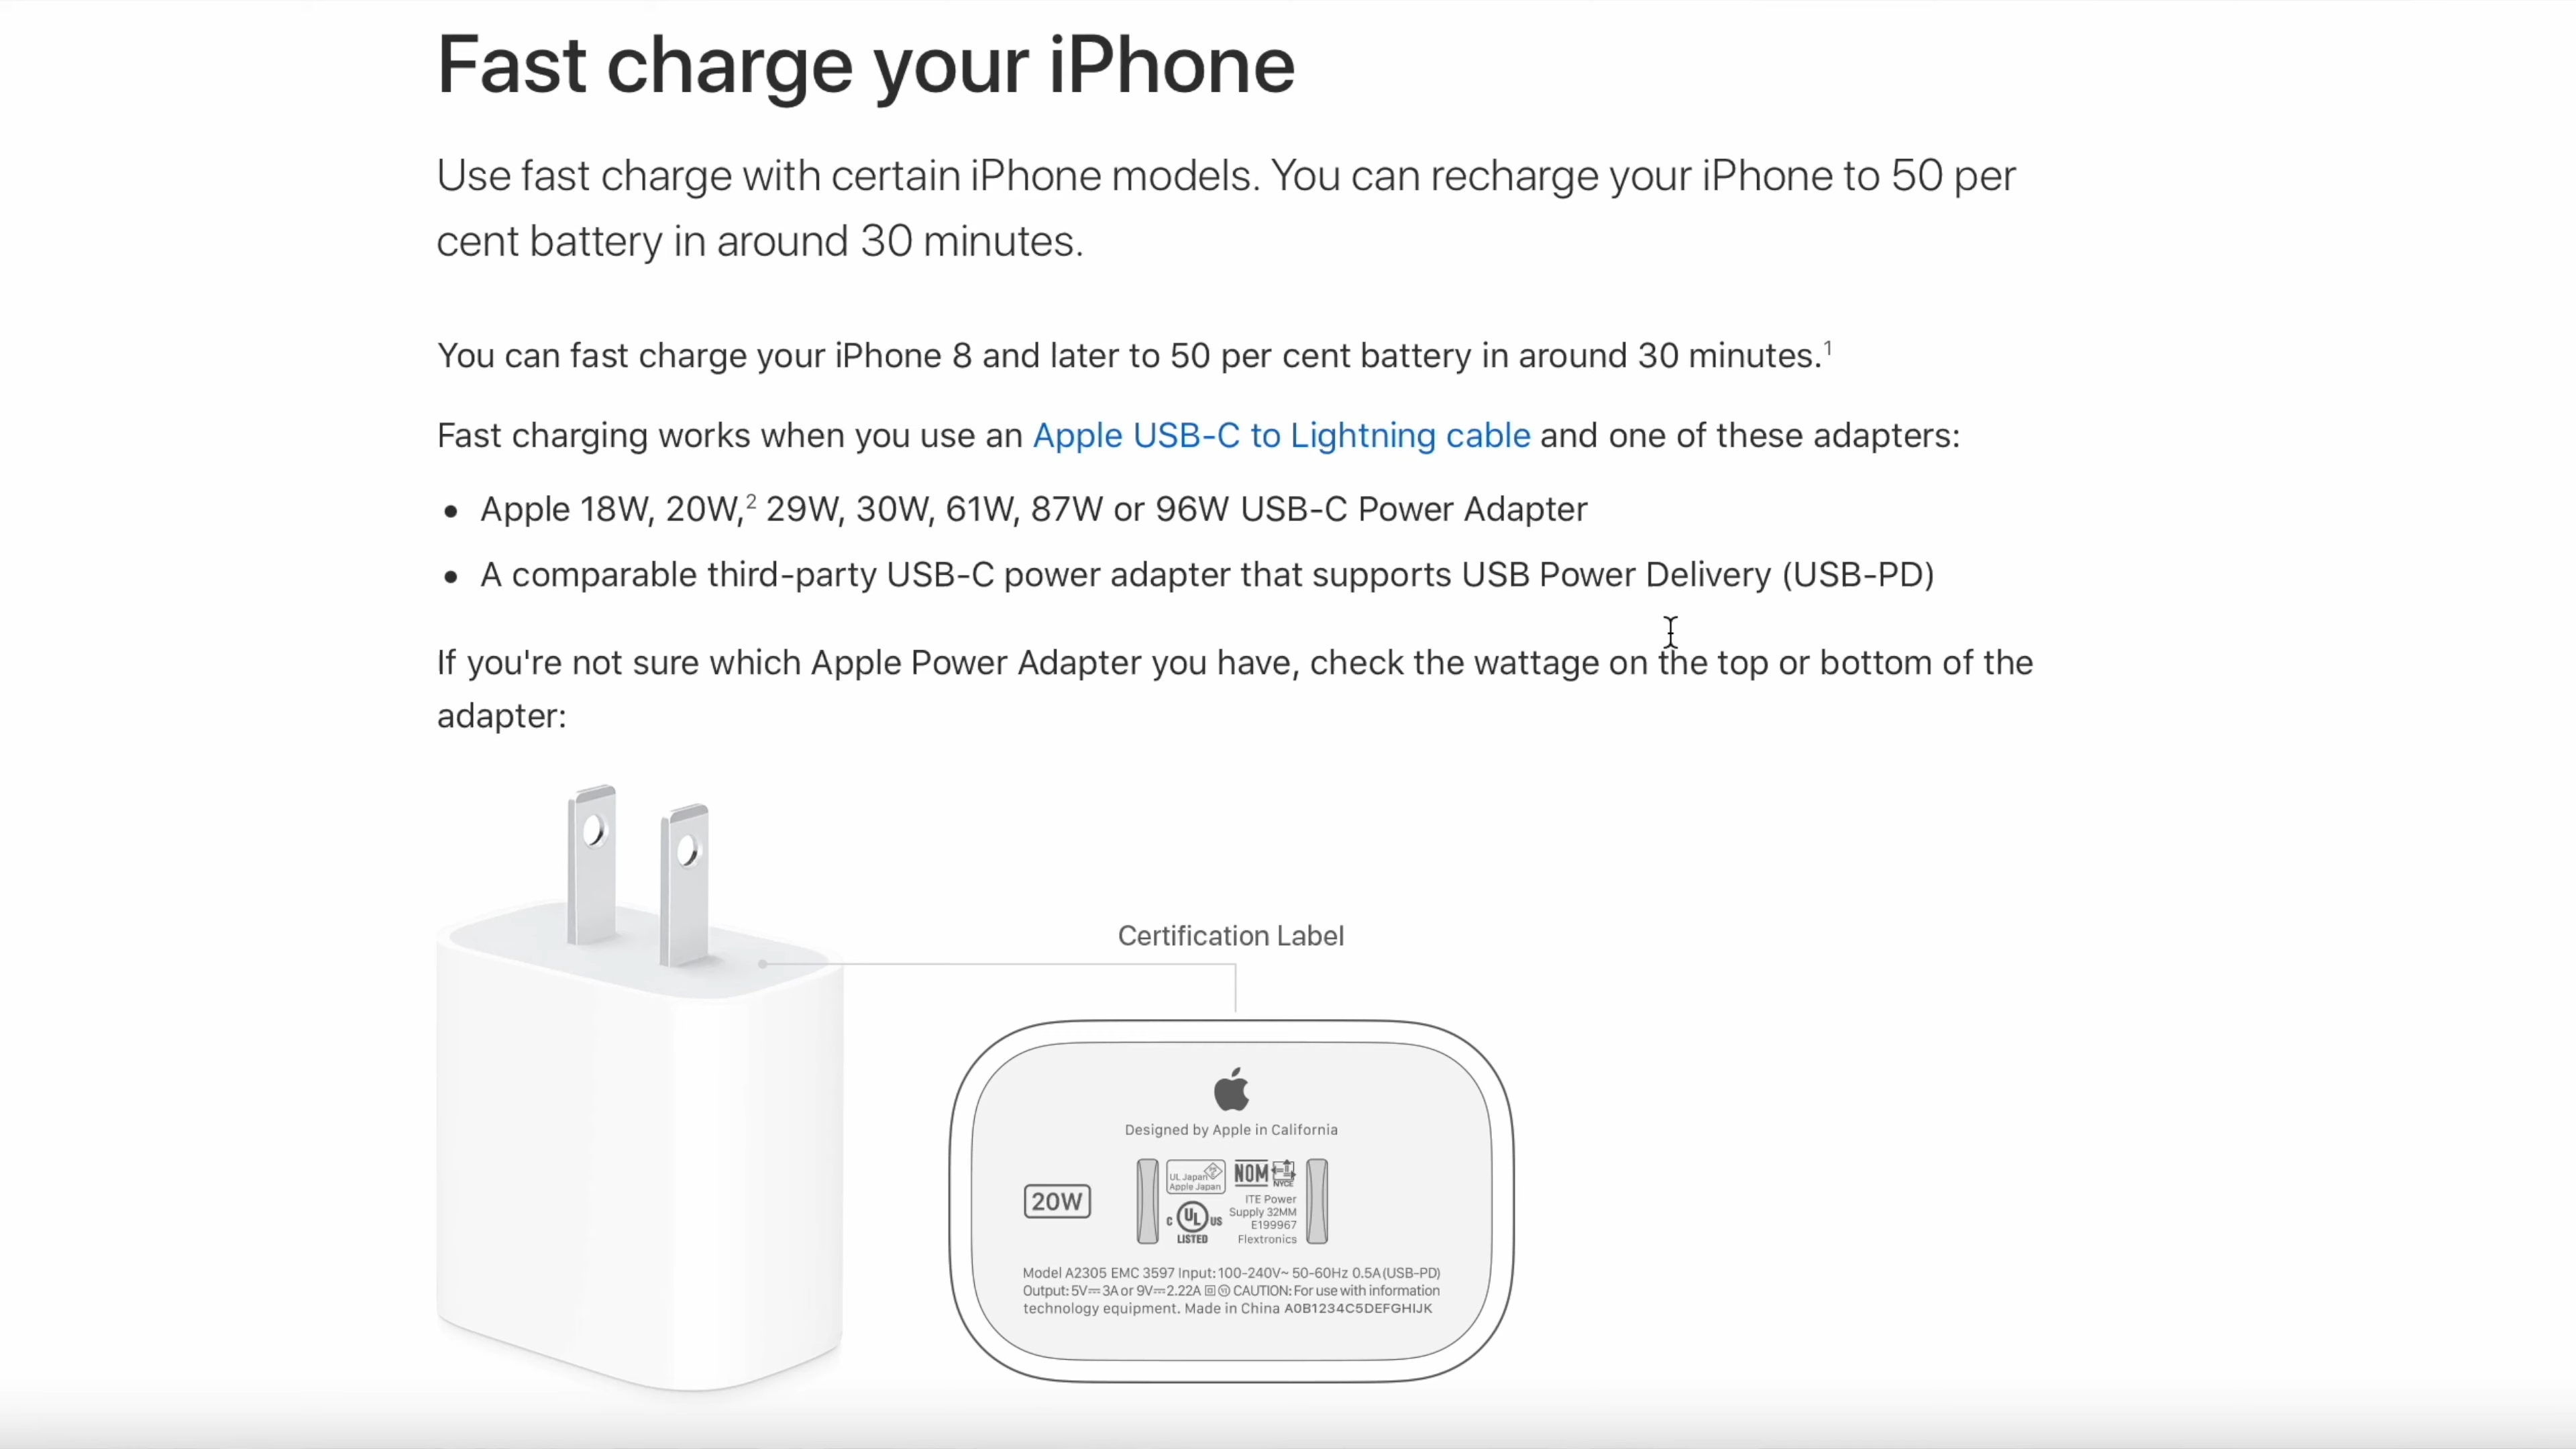 Fast charge your iPhone
Use fast charge with certain iPhone models. You can recharge your iPhone to 50 per
cent battery in around 30 minutes.
You can fast charge your iPhone 8 and later to 50 per cent battery in around 30 minutes.1
Fast charging works when you use an Apple USB-C to Lightning cable and one of these adapters:
• Apple 18W, 20W,2 29W, 30W, 61W, 87W or 96W USB-C Power Adapter
• A comparable third-party USB-C power adapter that supports USB Power Delivery (USB-PD)
If you're not sure which Apple Power Adapter you have, check the wattage on the top or bottom of the
adapter:
Certification Label
Designed by Apple in California
20W
UL Japan
Apple Japan
NOM
NYCE
C UL US
LISTED
ITE Power
Supply 32MM
E199967
Flextronics
Model A2305 EMC 3597 Input: 100-240V~ 50-60Hz 0.5A (USB-PD)
Output: 5V⎓3A or 9V⎓2.22A CAUTION: For use with information
technology equipment. Made in China A0B1234C5DEFGHIJK